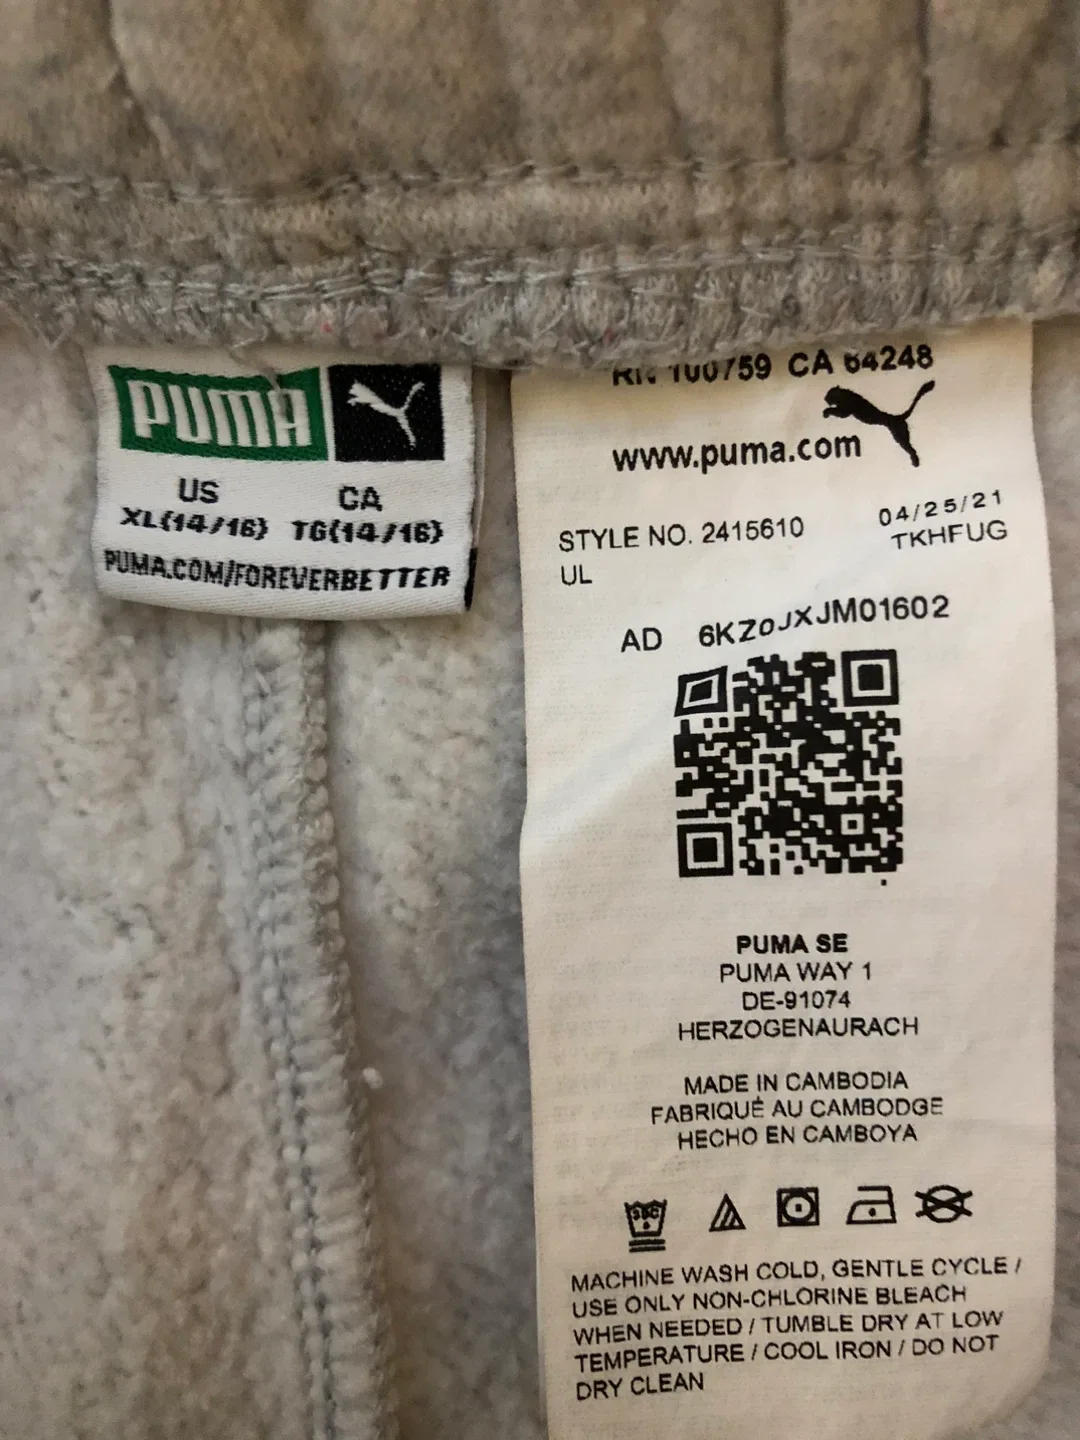 PUMA
US CA
XL(14/16) TG(14/16)
PUMA.COM/FOREVERBETTER
RN 100759 CA 64248
www.puma.com
STYLE NO. 2415610 04/25/21
UL TKHFUG
AD 6KZoJXJM01602
PUMA SE
PUMA WAY 1
DE-91074
HERZOGENAURACH
MADE IN CAMBODIA
FABRIQUÉ AU CAMBODGE
HECHO EN CAMBOYA
MACHINE WASH COLD, GENTLE CYCLE /
USE ONLY NON-CHLORINE BLEACH
WHEN NEEDED / TUMBLE DRY AT LOW
TEMPERATURE / COOL IRON / DO NOT
DRY CLEAN